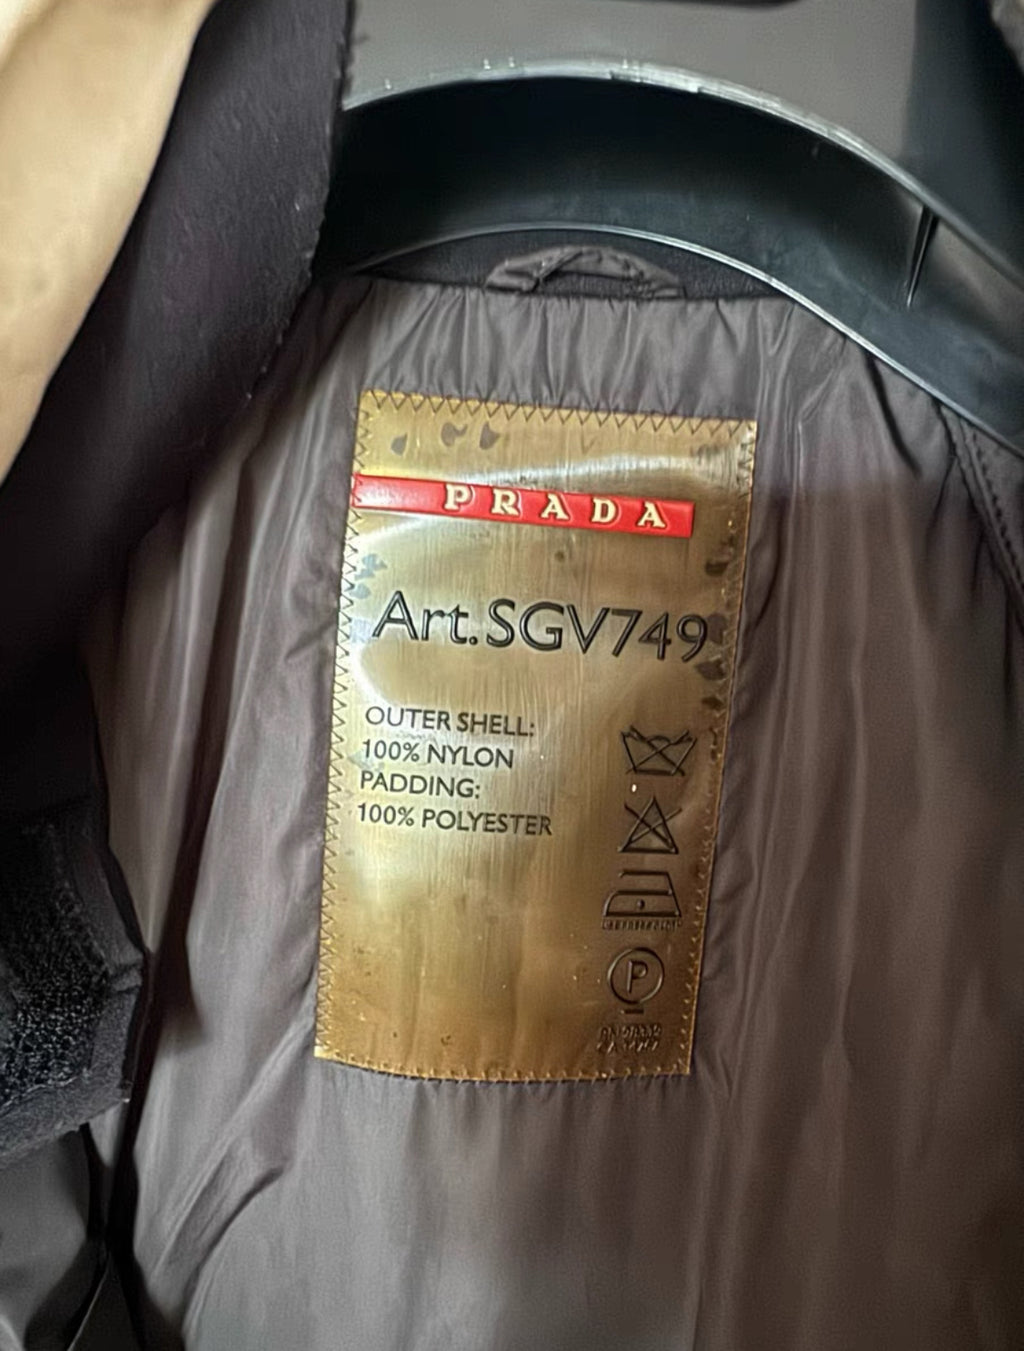 PRADA
Art. SGV749
OUTER SHELL:
100% NYLON
PADDING:
100% POLYESTER
P